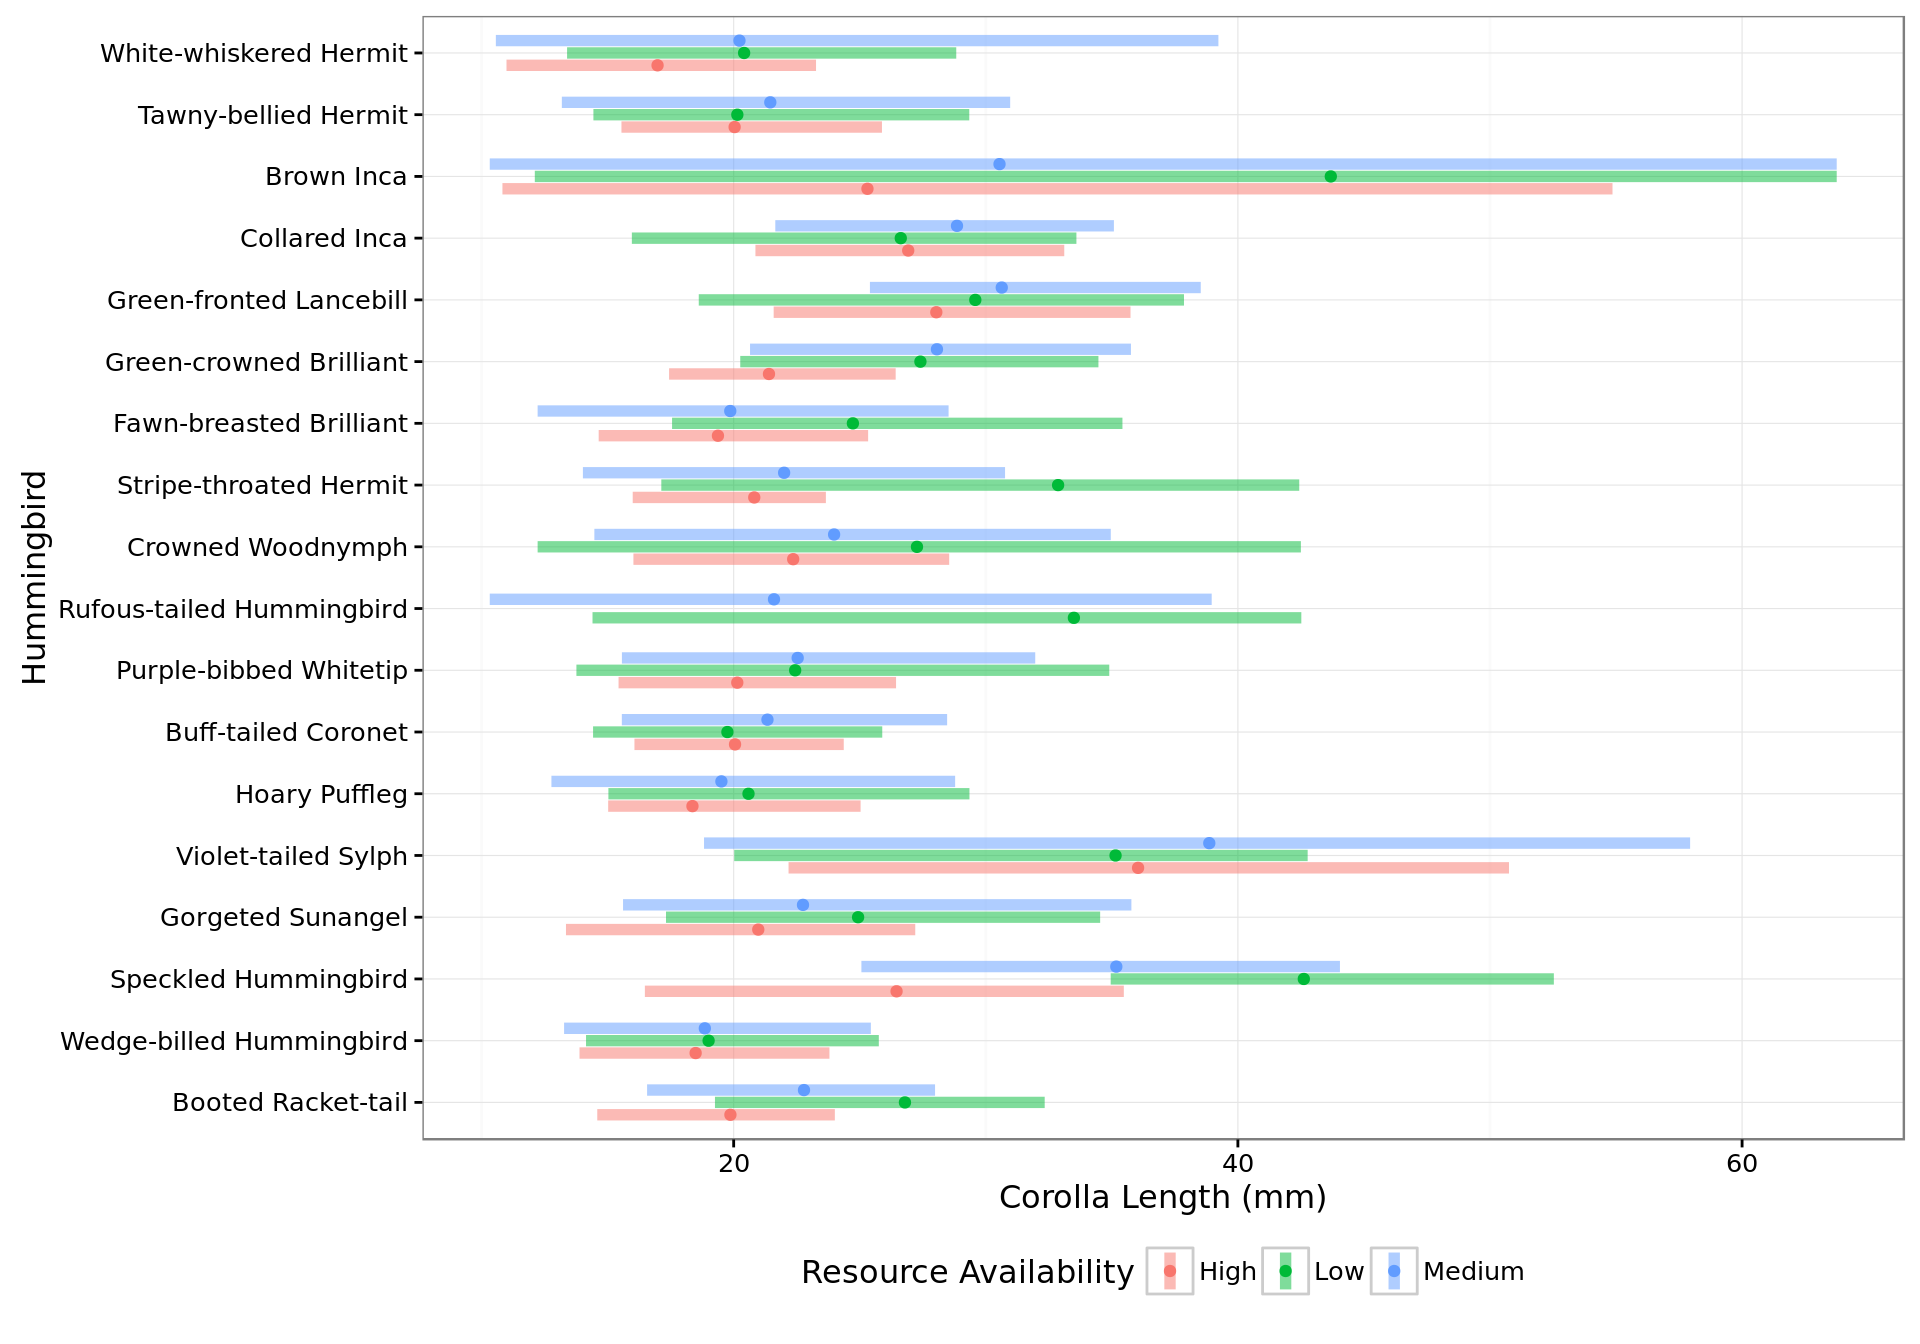 White-whiskered Hermit
Tawny-bellied Hermit
Brown Inca
Collared Inca
Green-fronted Lancebill
Green-crowned Brilliant
Fawn-breasted Brilliant
Stripe-throated Hermit
Crowned Woodnymph
Rufous-tailed Hummingbird
Purple-bibbed Whitetip
Buff-tailed Coronet
Hoary Puffleg
Violet-tailed Sylph
Gorgeted Sunangel
Speckled Hummingbird
Wedge-billed Hummingbird
Booted Racket-tail
Hummingbird
20 40 60
Corolla Length (mm)
Resource Availability High Low Medium